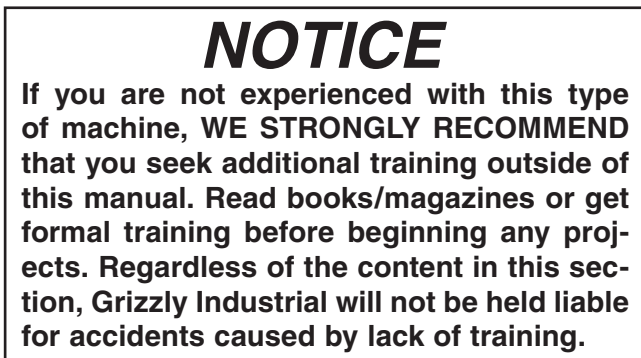 NOTICE
If you are not experienced with this type
of machine, WE STRONGLY RECOMMEND
that you seek additional training outside of
this manual. Read books/magazines or get
formal training before beginning any proj-
ects. Regardless of the content in this sec-
tion, Grizzly Industrial will not be held liable
for accidents caused by lack of training.